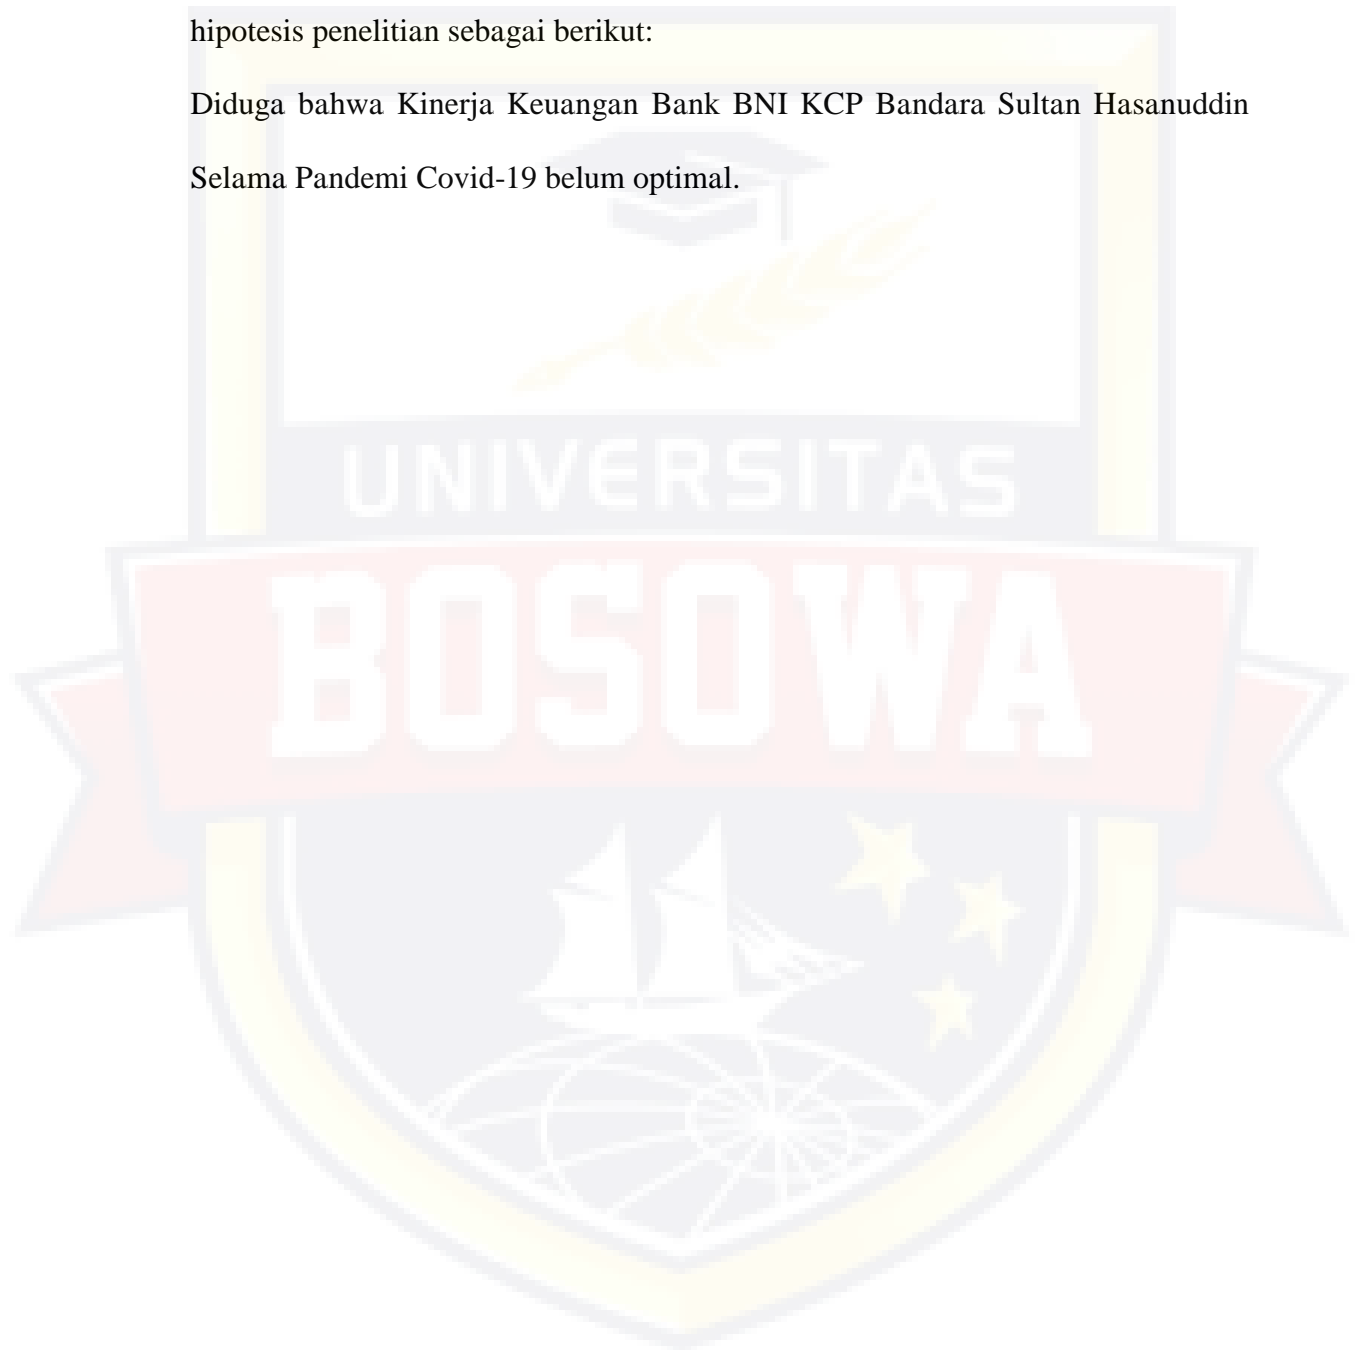 hipotesis penelitian sebagai berikut:
Diduga bahwa Kinerja Keuangan Bank BNI KCP Bandara Sultan Hasanuddin
Selama Pandemi Covid-19 belum optimal.
UNIVERSITAS
BOSOWA